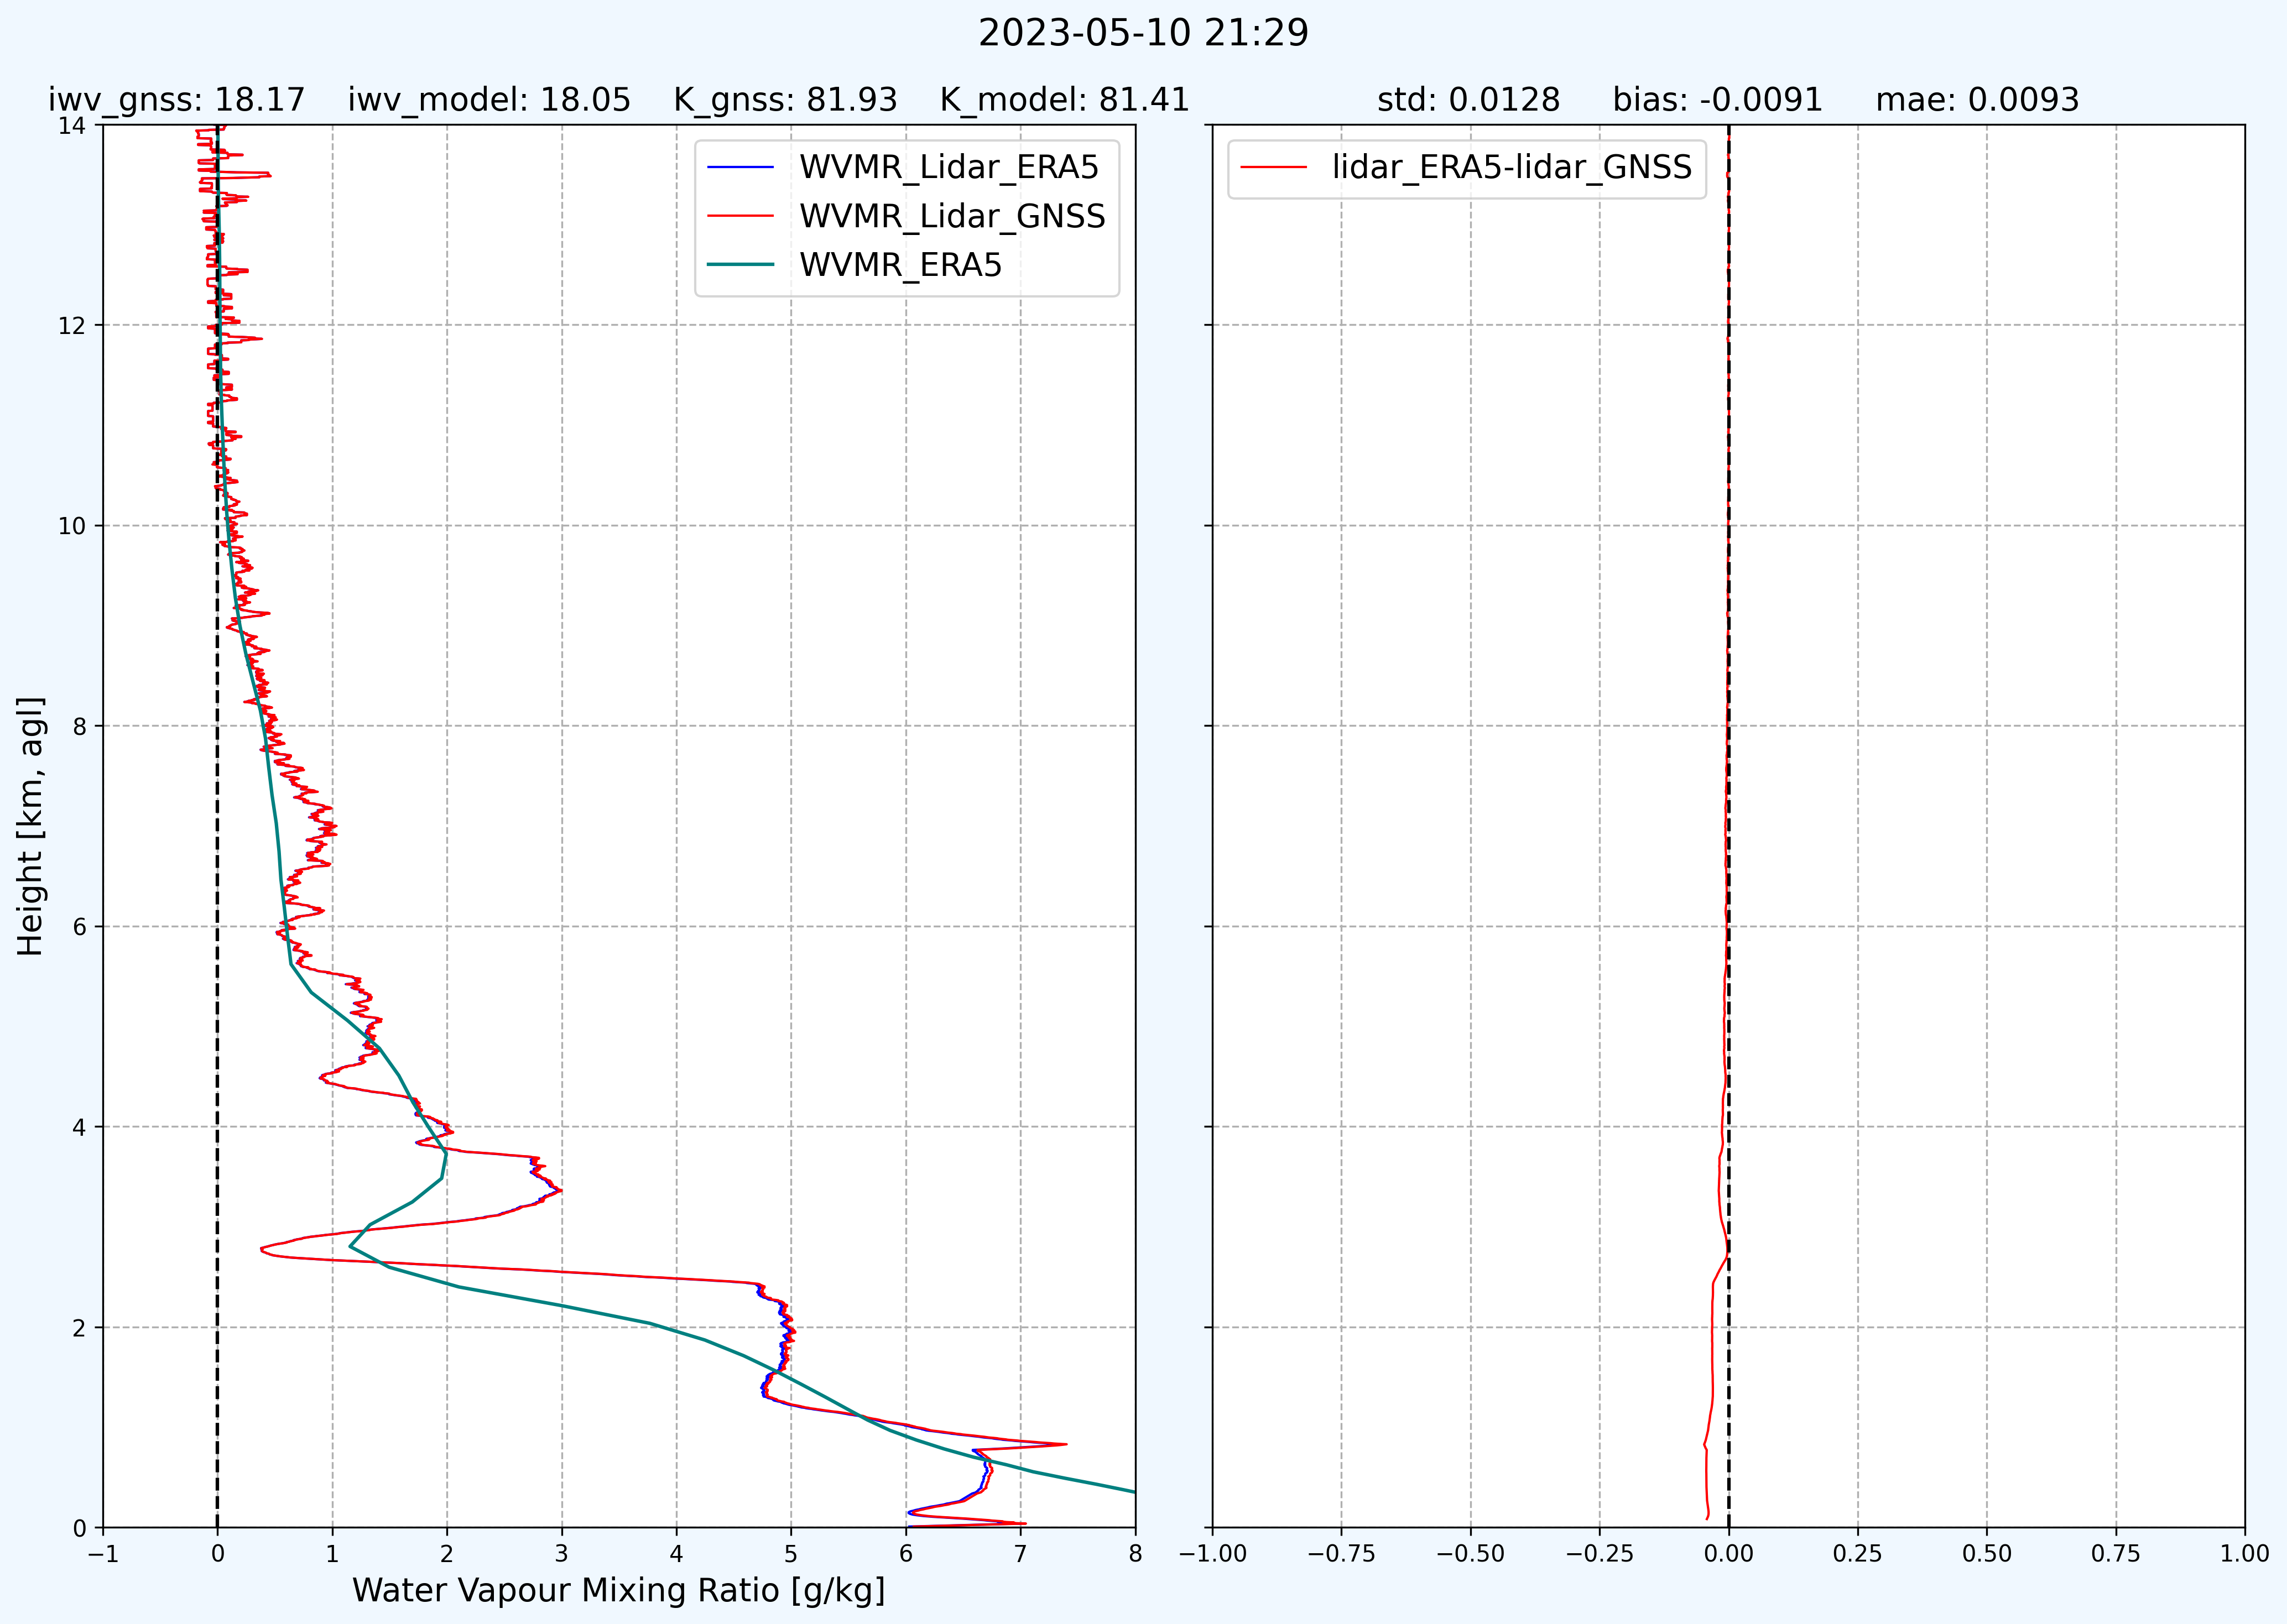 2023-05-10 21:29
iwv_gnss: 18.17 iwv_model: 18.05 K_gnss: 81.93 K_model: 81.41
std: 0.0128 bias: -0.0091 mae: 0.0093
WVMR_Lidar_ERA5
WVMR_Lidar_GNSS
WVMR_ERA5
lidar_ERA5-lidar_GNSS
Height [km, agl]
14
12
10
8
6
4
2
0
−1 0 1 2 3 4 5 6 7 8
Water Vapour Mixing Ratio [g/kg]
−1.00 −0.75 −0.50 −0.25 0.00 0.25 0.50 0.75 1.00